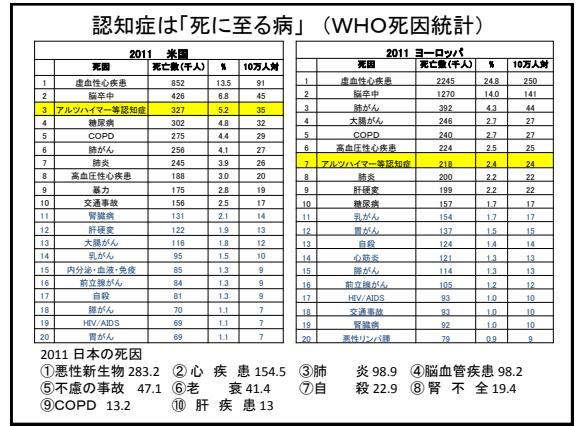 認知症は「死に至る病」（WHO死因統計）
2011 米国
死因 死亡数(千人) % 10万人対
1 虚血性心疾患 852 13.5 91
2 脳卒中 426 6.8 45
3 アルツハイマー等認知症 327 5.2 35
4 糖尿病 302 4.8 32
5 COPD 275 4.4 29
6 肺がん 256 4.1 27
7 肺炎 245 3.9 26
8 高血圧性心疾患 188 3.0 20
9 暴力 175 2.8 19
10 交通事故 156 2.5 17
11 腎臓病 131 2.1 14
12 肝硬変 122 1.9 13
13 大腸がん 116 1.8 12
14 乳がん 95 1.5 10
15 内分泌・血液・免疫 85 1.3 9
16 前立腺がん 84 1.3 9
17 自殺 81 1.3 9
18 膵がん 70 1.1 7
19 HIV/AIDS 69 1.1 7
20 胃がん 69 1.1 7
2011 ヨーロッパ
死因 死亡数(千人) % 10万人対
1 虚血性心疾患 2245 24.8 250
2 脳卒中 1270 14.0 141
3 肺がん 392 4.3 44
4 大腸がん 246 2.7 27
5 COPD 240 2.7 27
6 高血圧性心疾患 224 2.5 25
7 アルツハイマー等認知症 218 2.4 24
8 肺炎 200 2.2 22
9 肝硬変 199 2.2 22
10 糖尿病 157 1.7 17
11 乳がん 154 1.7 17
12 胃がん 137 1.5 15
13 自殺 124 1.4 14
14 心筋炎 121 1.3 13
15 膵がん 114 1.3 13
16 前立腺がん 105 1.2 12
17 HIV/AIDS 93 1.0 10
18 交通事故 93 1.0 10
19 腎臓病 92 1.0 10
20 悪性リンパ腫 79 0.9 9
2011 日本の死因
①悪性新生物 283.2 ②心 疾 患 154.5 ③肺 炎 98.9 ④脳血管疾患 98.2
⑤不慮の事故 47.1 ⑥老 衰 41.4 ⑦自 殺 22.9 ⑧腎 不 全 19.4
⑨COPD 13.2 ⑩ 肝 疾 患 13